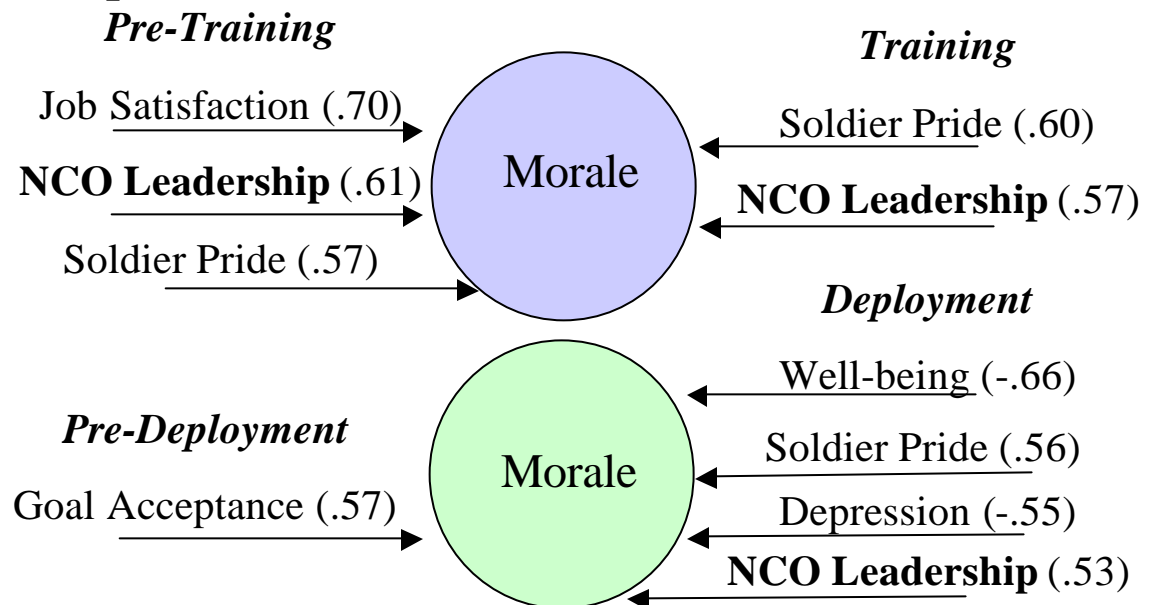 Pre-Training
Job Satisfaction (.70)
NCO Leadership (.61)
Soldier Pride (.57)
Morale
Training
Soldier Pride (.60)
NCO Leadership (.57)
Pre-Deployment
Goal Acceptance (.57)
Morale
Deployment
Well-being (-.66)
Soldier Pride (.56)
Depression (-.55)
NCO Leadership (.53)